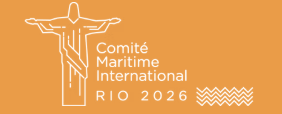 Comité
Maritime
International
RIO 2026